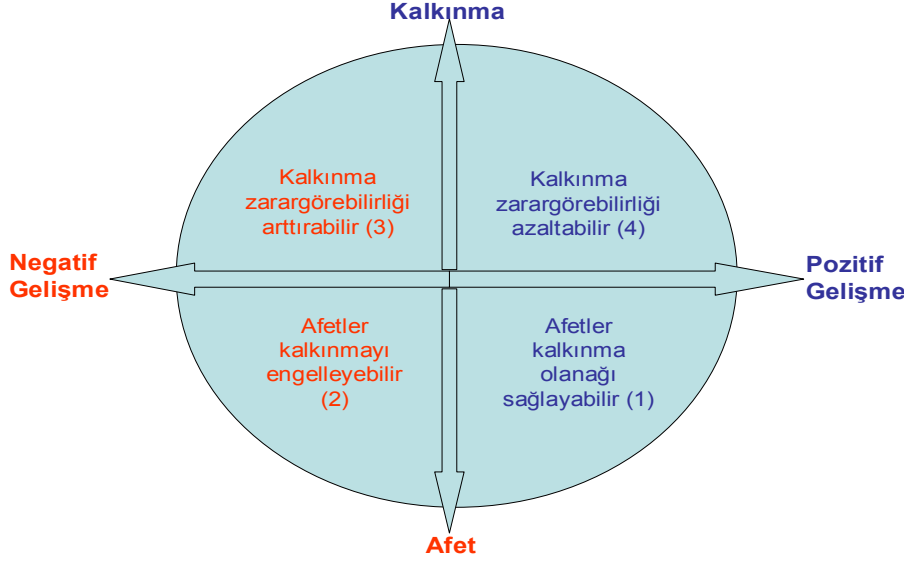 Kalkınma
Kalkınma
zarargörebilirliği
arttırabilir (3)
Kalkınma
zarargörebilirliği
azaltabilir (4)
Negatif
Gelişme
Pozitif
Gelişme
Afetler
kalkınmayı
engelleyebilir
(2)
Afetler
kalkınma
olanağı
sağlayabilir (1)
Afet